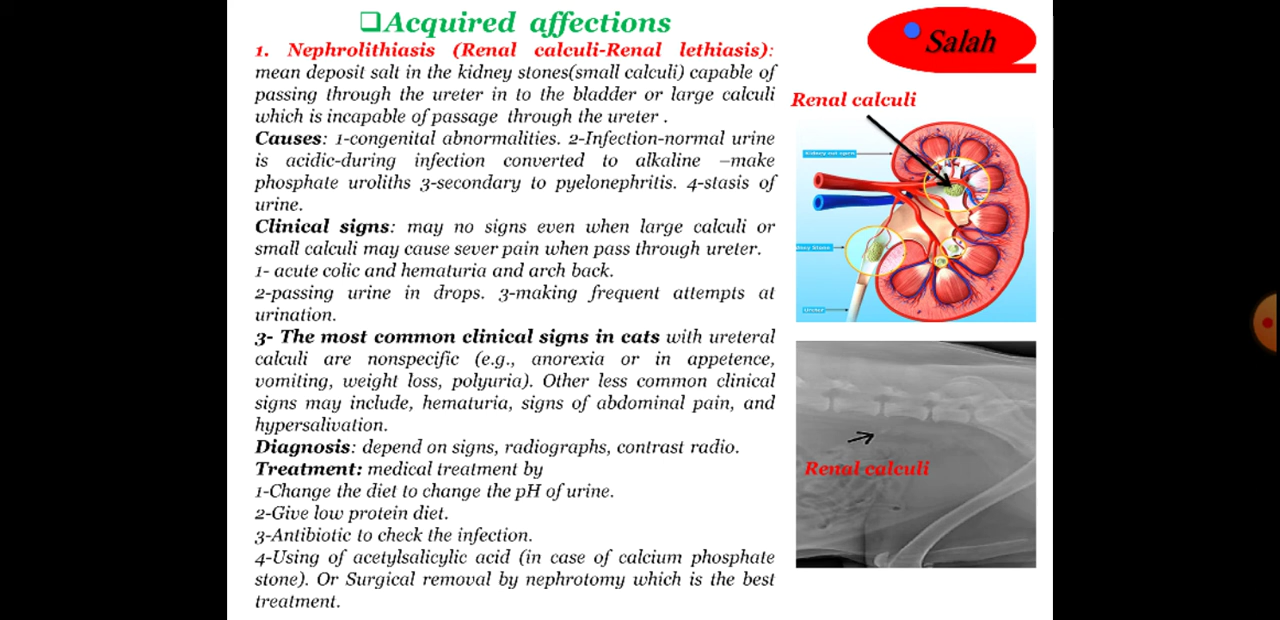 ❑Acquired affections
1. Nephrolithiasis (Renal calculi-Renal lethiasis):
mean deposit salt in the kidney stones(small calculi) capable of
passing through the ureter in to the bladder or large calculi
which is incapable of passage through the ureter .
Causes: 1-congenital abnormalities. 2-Infection-normal urine
is acidic-during infection converted to alkaline –make
phosphate uroliths 3-secondary to pyelonephritis. 4-stasis of
urine.
Clinical signs: may no signs even when large calculi or
small calculi may cause sever pain when pass through ureter.
1- acute colic and hematuria and arch back.
2-passing urine in drops. 3-making frequent attempts at
urination.
3- The most common clinical signs in cats with ureteral
calculi are nonspecific (e.g., anorexia or in appetence,
vomiting, weight loss, polyuria). Other less common clinical
signs may include, hematuria, signs of abdominal pain, and
hypersalivation.
Diagnosis: depend on signs, radiographs, contrast radio.
Treatment: medical treatment by
1-Change the diet to change the pH of urine.
2-Give low protein diet.
3-Antibiotic to check the infection.
4-Using of acetylsalicylic acid (in case of calcium phosphate
stone). Or Surgical removal by nephrotomy which is the best
treatment.
Salah
Renal calculi
Kidney cut open
ney Stone
Ureter
Renal calculi